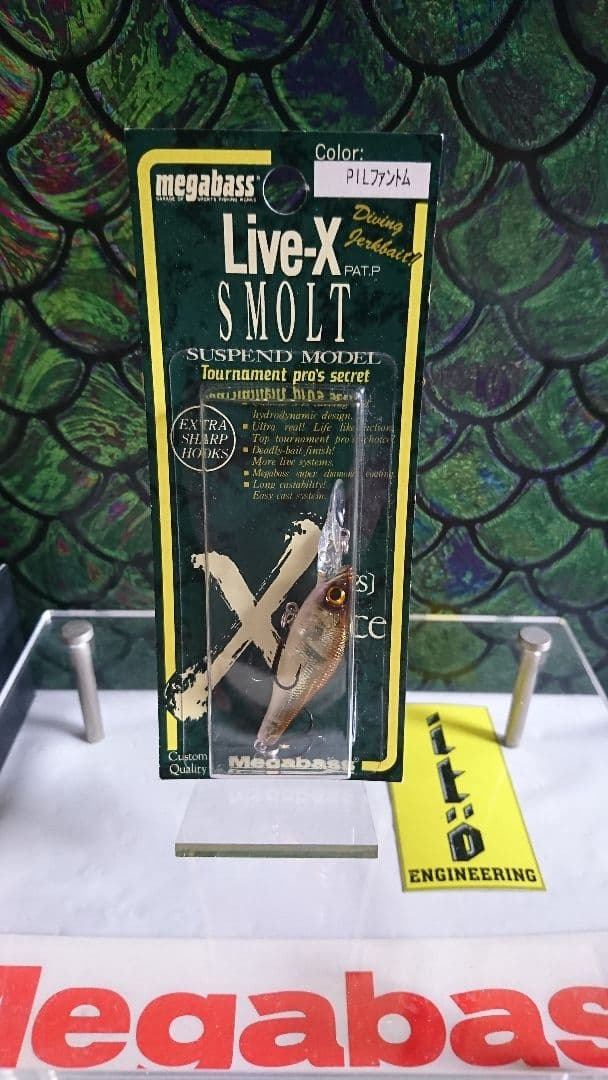 Color:
PILファントム
megabass®
GARAGE OF SPORTS FISHING WORKS
Diving
Jerkbait!!
Live-X PAT.P
SMOLT
SUSPEND MODEL
Tournament pro's secret
EXTRA
SHARP
HOOKS
hydrodynamic design.
■ Ultra real! Life like action,
Top tournament pro's choice?
■ Deadly-bait finish!
More live systems.
■ Megabass super diamond coating.
■ Long castability!
Easy cast system.
X
ce
Custom
Quality
Megabass®
ITÖ
ENGINEERING
Megabass